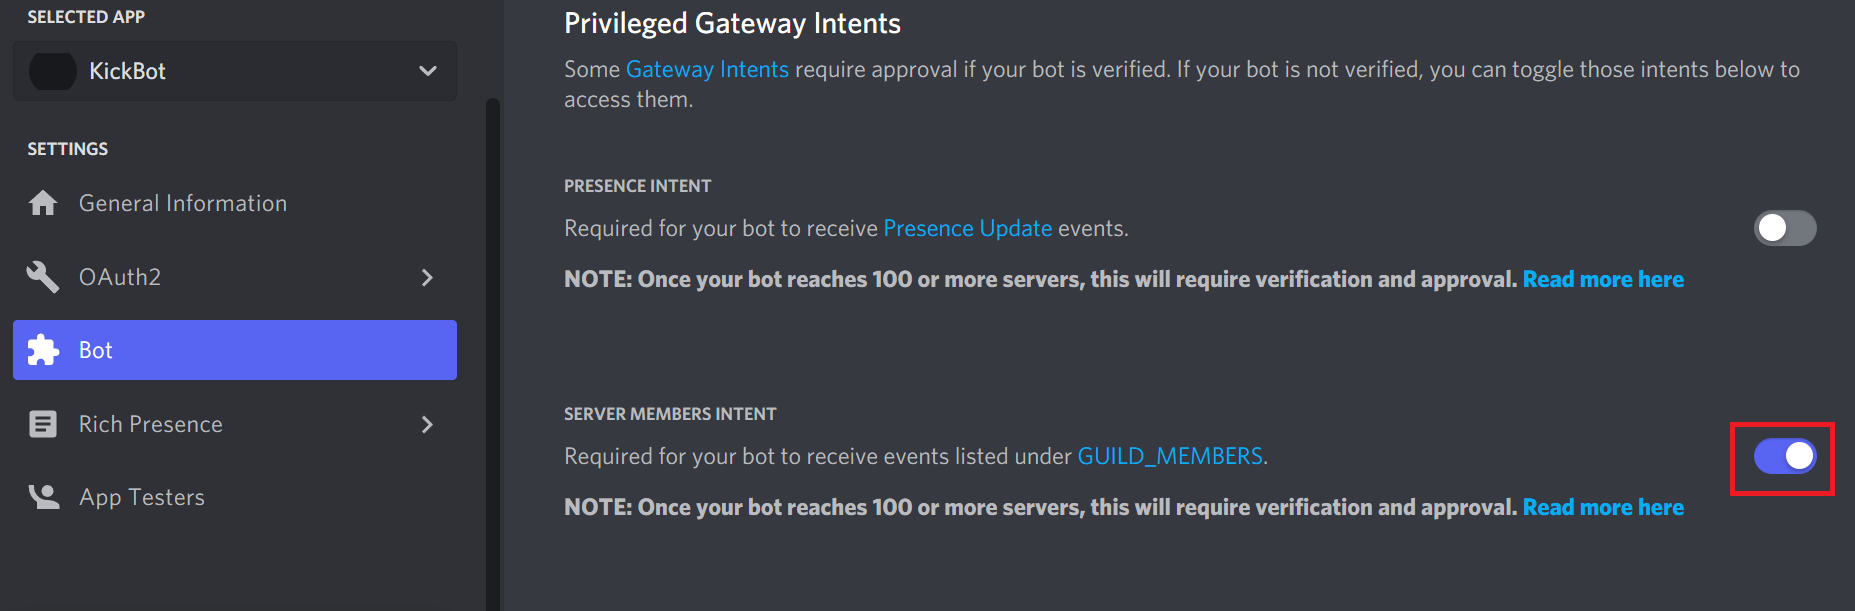 SELECTED APP
KickBot
SETTINGS
General Information
OAuth2
Bot
Rich Presence
App Testers
Privileged Gateway Intents
Some Gateway Intents require approval if your bot is verified. If your bot is not verified, you can toggle those intents below to
access them.
PRESENCE INTENT
Required for your bot to receive Presence Update events.
NOTE: Once your bot reaches 100 or more servers, this will require verification and approval. Read more here
SERVER MEMBERS INTENT
Required for your bot to receive events listed under GUILD_MEMBERS.
NOTE: Once your bot reaches 100 or more servers, this will require verification and approval. Read more here